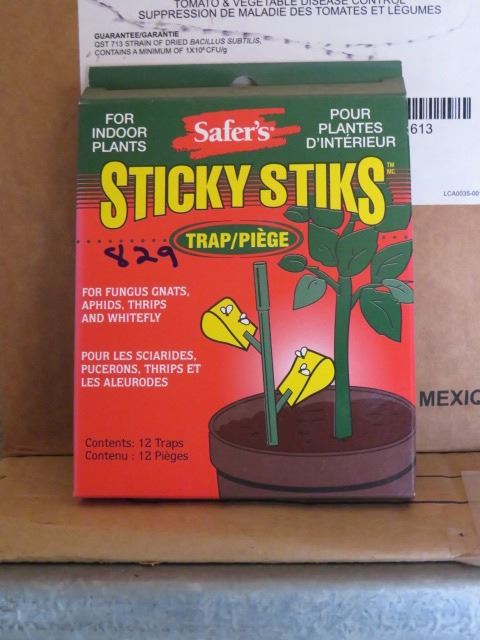 TOMATO & VEGETABLE DISEASE CONTROL
SUPPRESSION DE MALADIE DES TOMATES ET LÉGUMES
GUARANTEE/GARANTIE
QST 713 STRAIN OF DRIED BACILLUS SUBTILIS,
CONTAINS A MINIMUM OF
613
LCA0035-00
FOR
INDOOR
PLANTS
Safer's
POUR
PLANTES
D'INTÉRIEUR
STICKY STIKS TM MC
TRAP/PIÈGE
829
FOR FUNGUS GNATS,
APHIDS, THRIPS
AND WHITEFLY
POUR LES SCIARIDES,
PUCERONS, THRIPS ET
LES ALEURODES
Contents: 12 Traps
Contenu : 12 Pièges
MEXIC